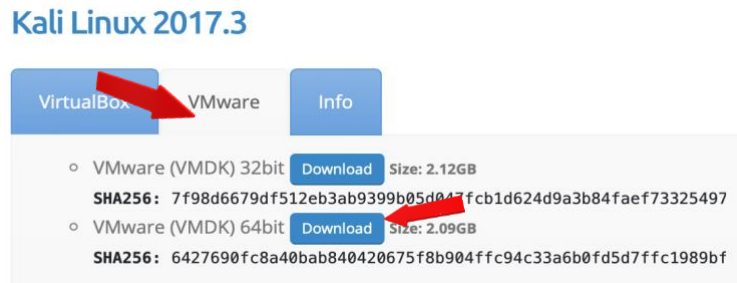 Kali Linux 2017.3
VirtualBox VMware Info
VMware (VMDK) 32bit Download Size: 2.12GB
SHA256: 7f98d6679df512eb3ab9399b05d047fcb1d624d9a3b84faef73325497
VMware (VMDK) 64bit Download Size: 2.09GB
SHA256: 6427690fc8a40bab840420675f8b904ffc94c33a6b0fd5d7ffc1989bf